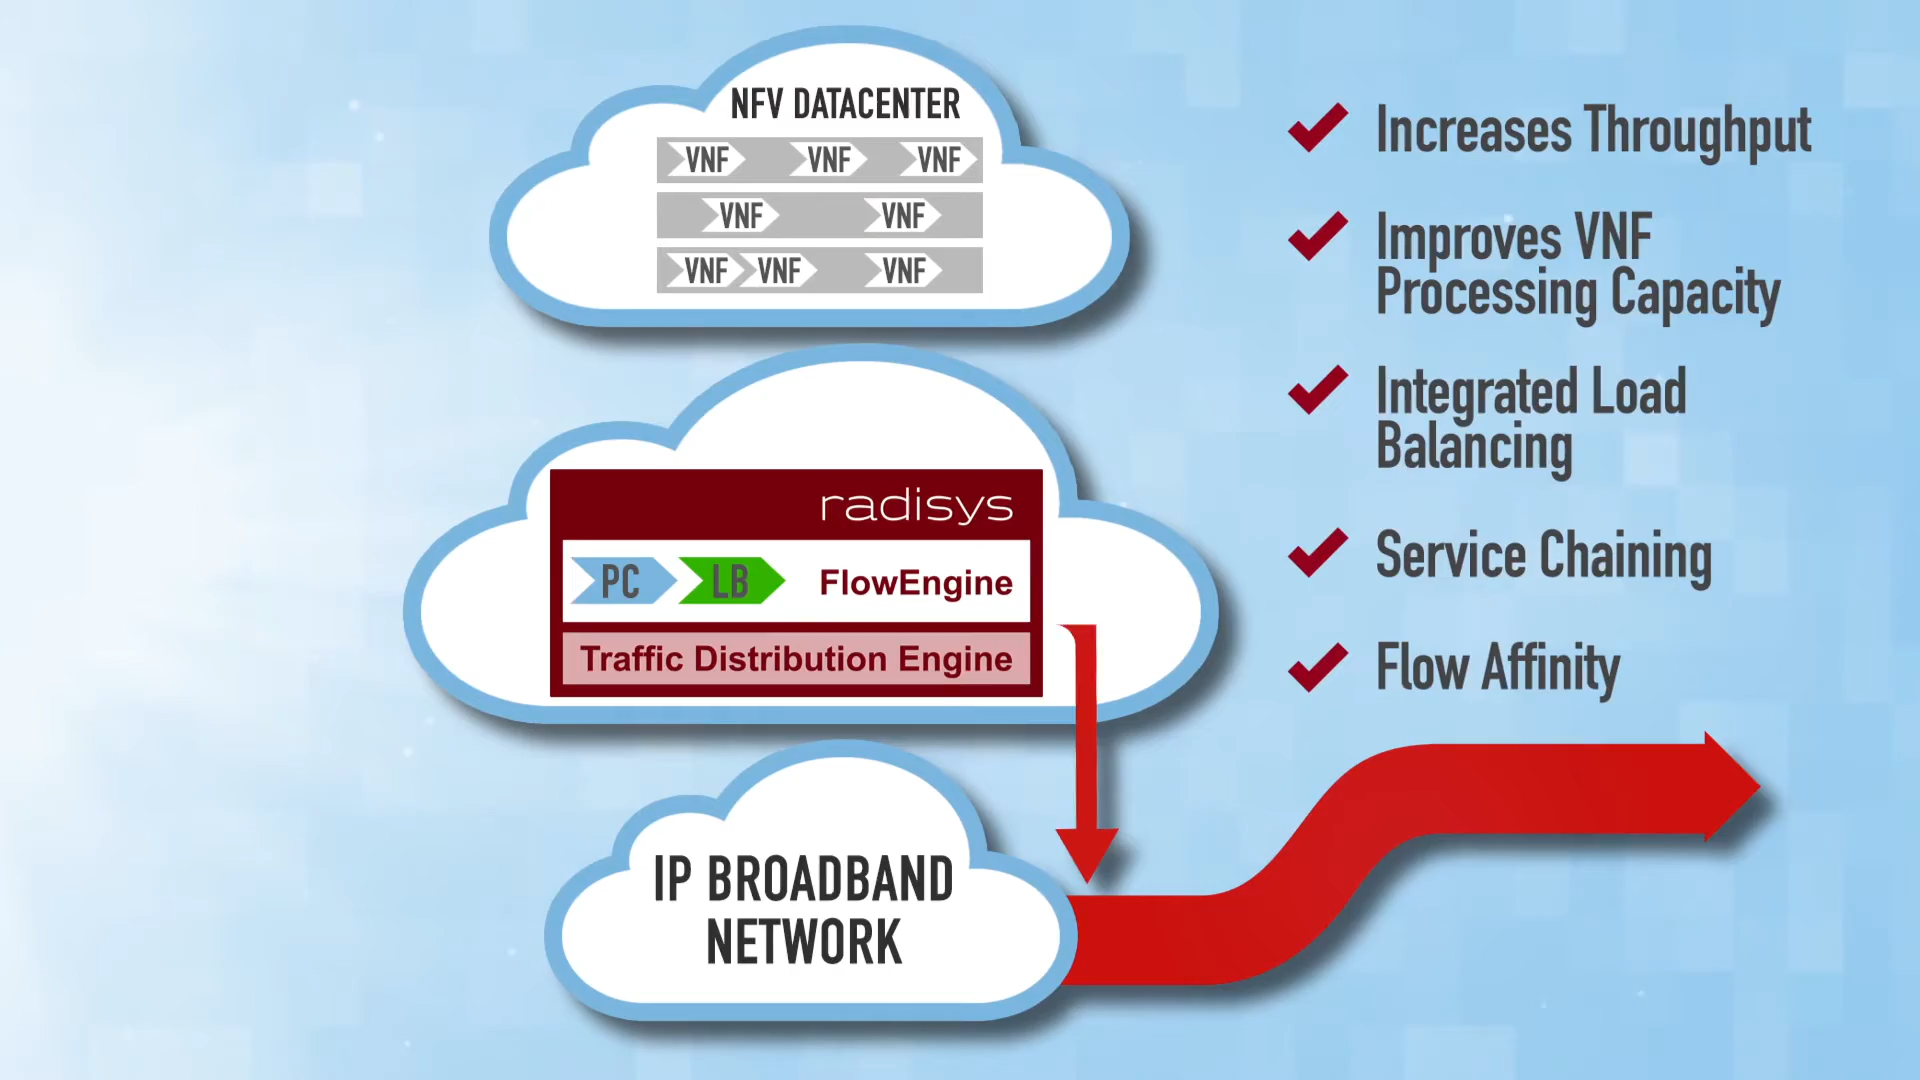 NFV DATACENTER
VNF VNF VNF
VNF VNF
VNF VNF VNF
radisys
PC LB FlowEngine
Traffic Distribution Engine
IP BROADBAND
NETWORK
Increases Throughput
Improves VNF
Processing Capacity
Integrated Load
Balancing
Service Chaining
Flow Affinity